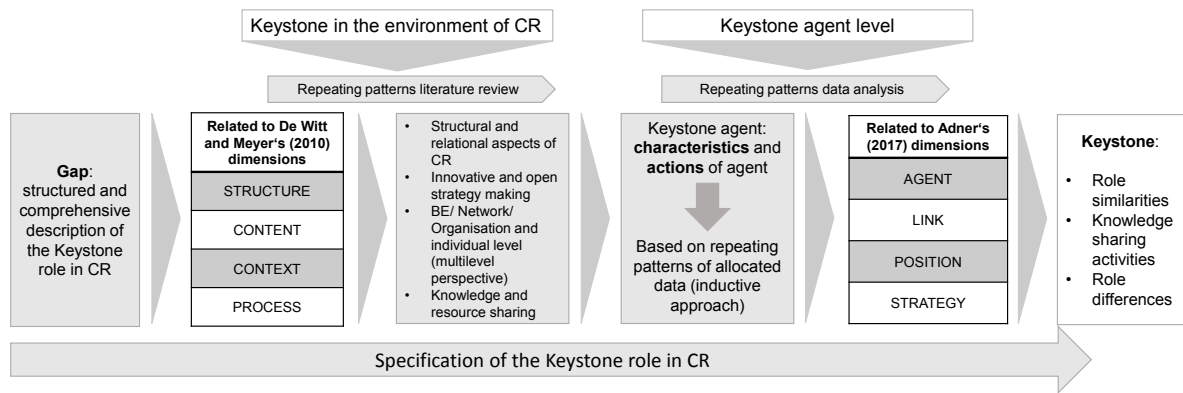 Keystone in the environment of CR
Keystone agent level
Repeating patterns literature review
Repeating patterns data analysis
Gap:
structured and
comprehensive
description of
the Keystone
role in CR
Related to De Witt
and Meyer‘s (2010)
dimensions
STRUCTURE
CONTENT
CONTEXT
PROCESS
• Structural and
relational aspects of
CR
• Innovative and open
strategy making
• BE/ Network/
Organisation and
individual level
(multilevel
perspective)
• Knowledge and
resource sharing
Keystone agent:
characteristics and
actions of agent
Based on repeating
patterns of allocated
data (inductive
approach)
Related to Adner‘s
(2017) dimensions
AGENT
LINK
POSITION
STRATEGY
Keystone:
• Role
similarities
• Knowledge
sharing
activities
• Role
differences
Specification of the Keystone role in CR